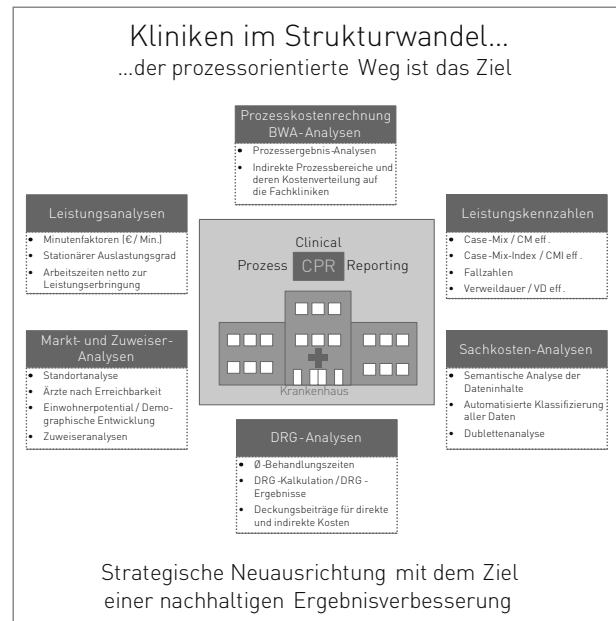 Kliniken im Strukturwandel...
...der prozessorientierte Weg ist das Ziel
Prozesskostenrechnung
BWA-Analysen
• Prozessergebnis-Analysen
• Indirekte Prozessbereiche und
deren Kostenverteilung auf
die Fachkliniken
Leistungsanalysen
• Minutenfaktoren (€ / Min.)
• Stationärer Auslastungsgrad
• Arbeitszeiten netto zur
Leistungserbringung
Leistungskennzahlen
• Case-Mix / CM eff.
• Case-Mix-Index / CMI eff.
• Fallzahlen
• Verweildauer / VD eff.
Clinical
Prozess CPR Reporting
Krankenhaus
Markt- und Zuweiser-
Analysen
• Standortanalyse
• Ärzte nach Erreichbarkeit
• Einwohnerpotential / Demo-
graphische Entwicklung
• Zuweiseranalysen
Sachkosten-Analysen
• Semantische Analyse der
Dateninhalte
• Automatisierte Klassifizierung
aller Daten
• Dublettenanalyse
DRG-Analysen
• Ø-Behandlungszeiten
• DRG-Kalkulation / DRG-
Ergebnisse
• Deckungsbeiträge für direkte
und indirekte Kosten
Strategische Neuausrichtung mit dem Ziel
einer nachhaltigen Ergebnisverbesserung